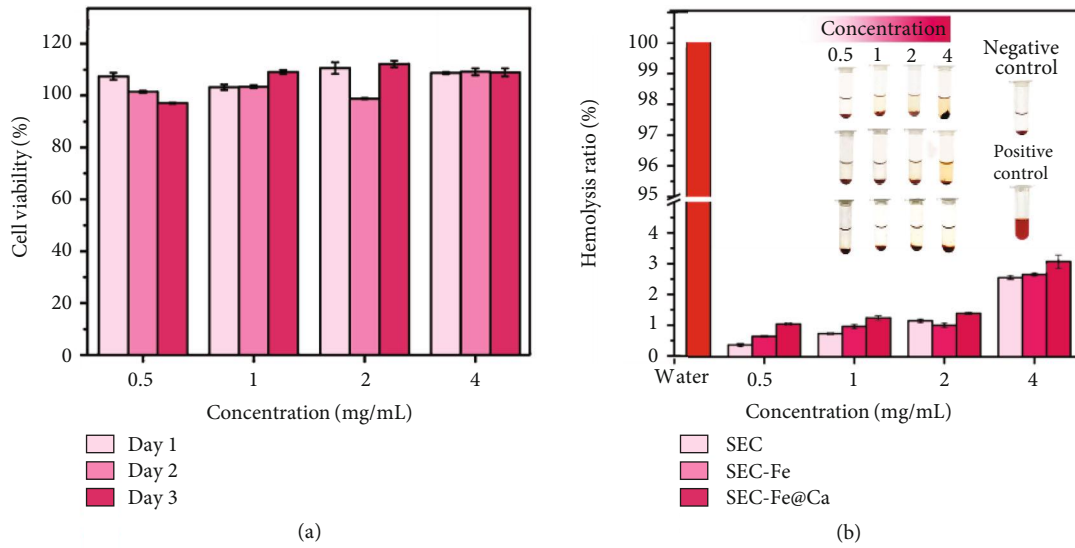 Cell viability (%)
120
100
80
60
100
120
0
0.5
1
2
4
Concentration (mg/mL)
Day 1
Day 2
Day 3
(a)
Hemolysis ratio (%)
100
99
98
97
96
95
4
3
2
1
0
Concentration
0.5 1 2 4
Negative
control
Positive
control
Water
0.5
1
2
4
Concentration (mg/mL)
SEC
SEC-Fe
SEC-Fe@Ca
(b)